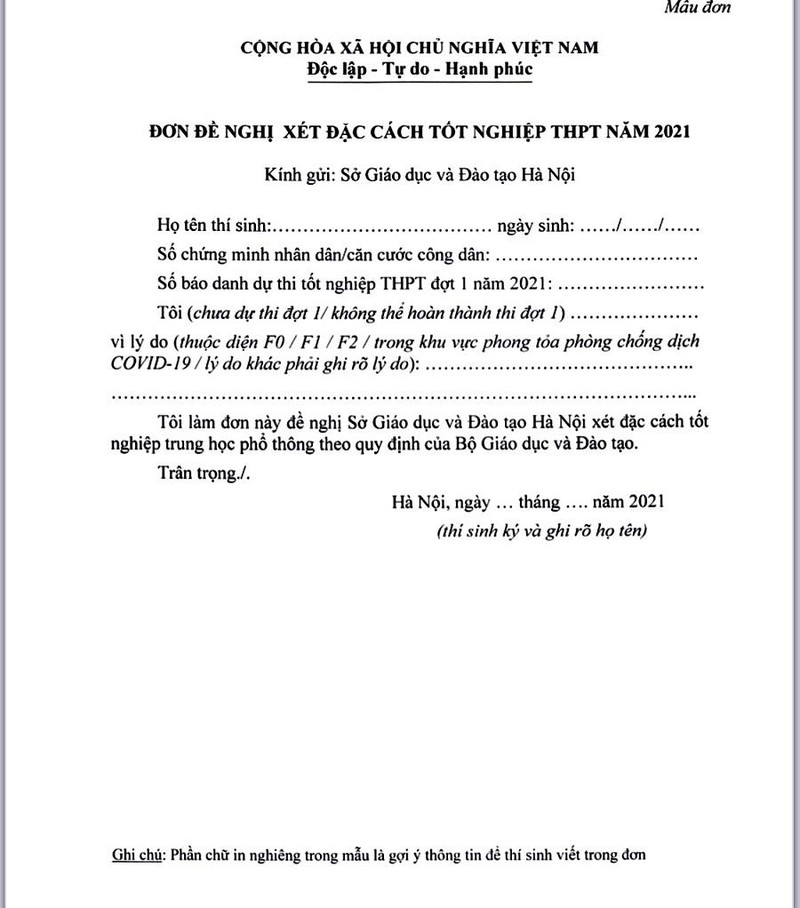 Mẫu đơn
CỘNG HÒA XÃ HỘI CHỦ NGHĨA VIỆT NAM
Độc lập - Tự do - Hạnh phúc
ĐƠN ĐỀ NGHỊ XÉT ĐẶC CÁCH TỐT NGHIỆP THPT NĂM 2021
Kính gửi: Sở Giáo dục và Đào tạo Hà Nội
Họ tên thí sinh:……………………………… ngày sinh: ……/……/……
Số chứng minh nhân dân/căn cước công dân: ……………………………
Số báo danh dự thi tốt nghiệp THPT đợt 1 năm 2021: ……………………
Tôi (chưa dự thi đợt 1/ không thể hoàn thành thi đợt 1) …………………
vì lý do (thuộc diện F0 / F1 / F2 / trong khu vực phong tỏa phòng chống dịch
COVID-19 / lý do khác phải ghi rõ lý do): ……………………………………..
…………………………………………………………………………………...
Tôi làm đơn này đề nghị Sở Giáo dục và Đào tạo Hà Nội xét đặc cách tốt
nghiệp trung học phổ thông theo quy định của Bộ Giáo dục và Đào tạo.
Trân trọng./.
Hà Nội, ngày … tháng …. năm 2021
(thí sinh ký và ghi rõ họ tên)
Ghi chú: Phần chữ in nghiêng trong mẫu là gợi ý thông tin để thí sinh viết trong đơn